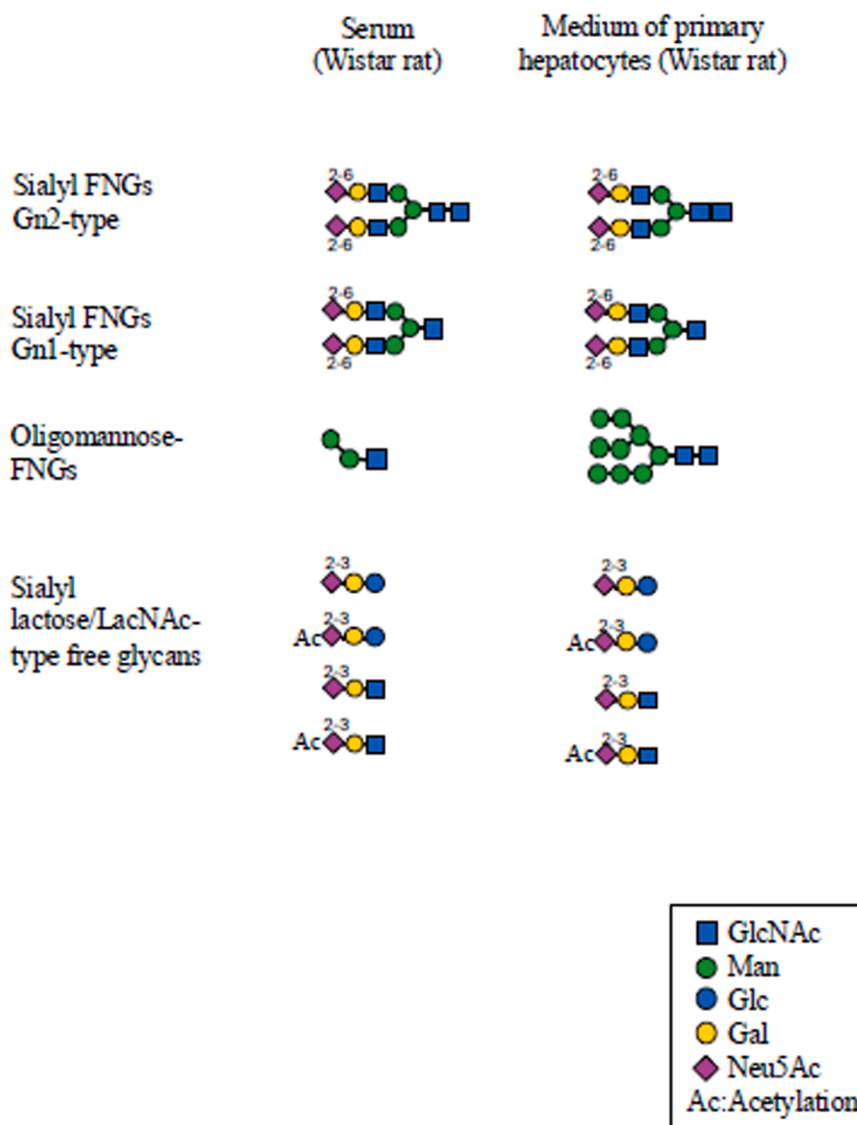 Serum
(Wistar rat)
Medium of primary
hepatocytes (Wistar rat)
Sialyl FNGs
Gn2-type
2-6
2-6
2-6
2-6
Sialyl FNGs
Gn1-type
2-6
2-6
2-6
2-6
Oligomannose-
FNGs
Sialyl
lactose/LacNAc-
type free glycans
2-3
2-3
Ac
2-3
Ac
2-3
2-3
2-3
Ac
2-3
Ac
2-3
GlcNAc
Man
Glc
Gal
Neu5Ac
Ac:Acetylation